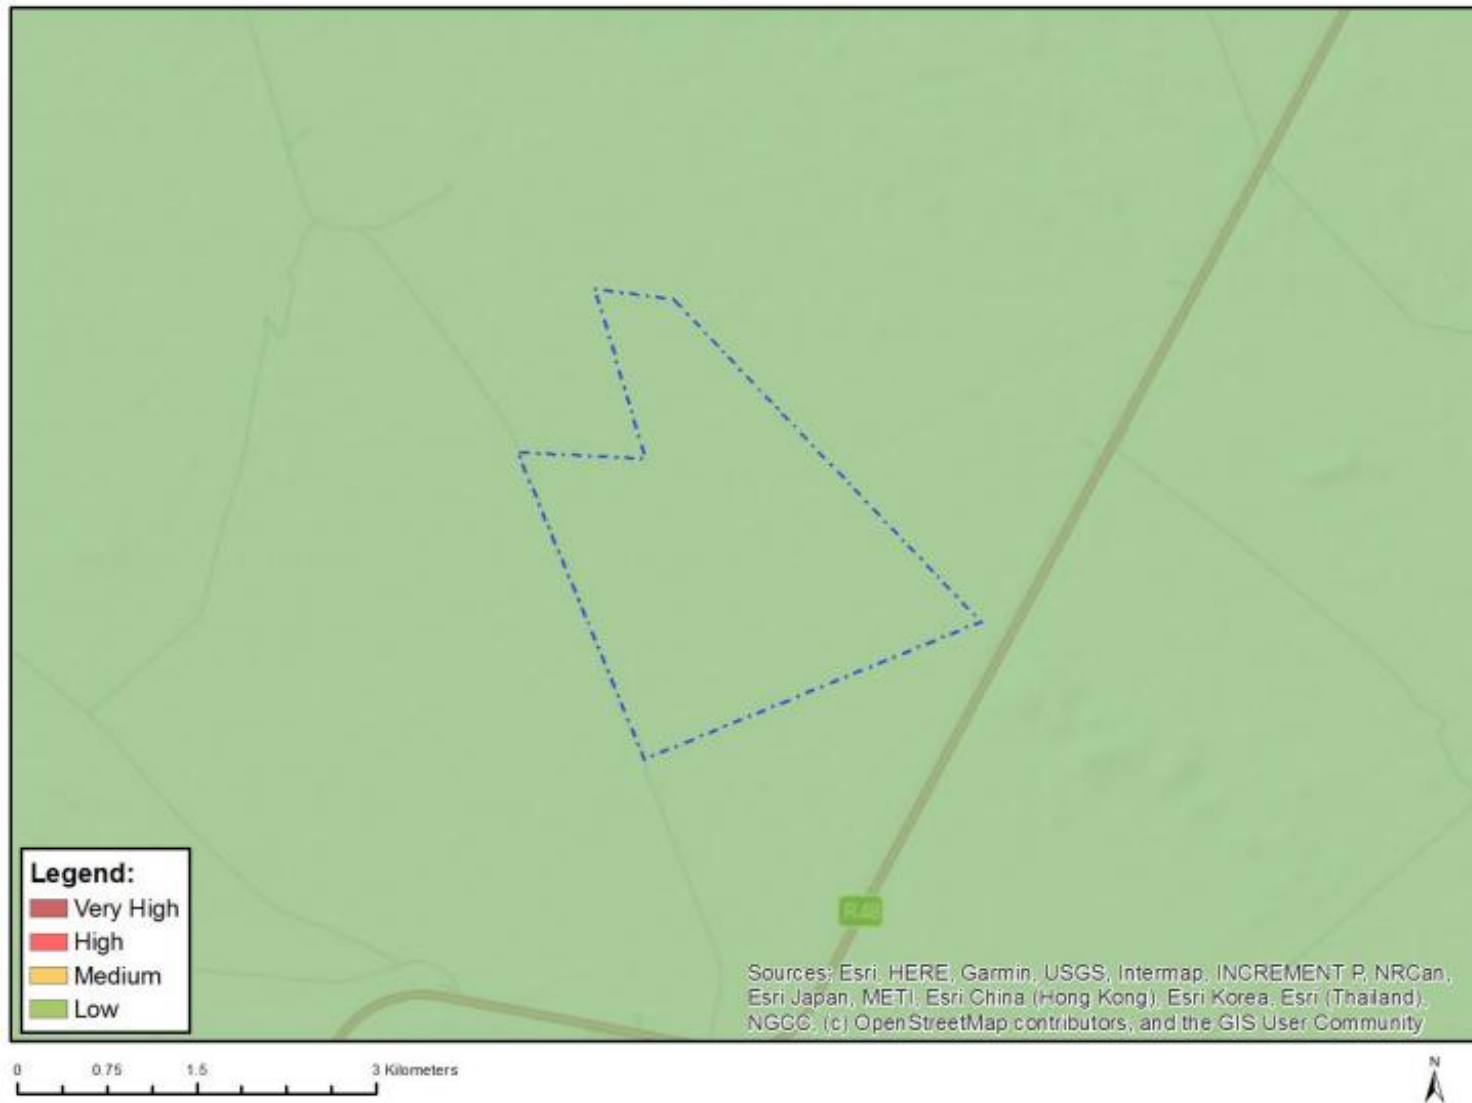 R48
Legend:
Very High
High
Medium
Low
Sources: Esri, HERE, Garmin, USGS, Intermap, INCREMENT P, NRCan,
Esri Japan, METI, Esri China (Hong Kong), Esri Korea, Esri (Thailand),
NGCC, (c) OpenStreetMap contributors, and the GIS User Community
0 0.75 1.5 3 Kilometers
N